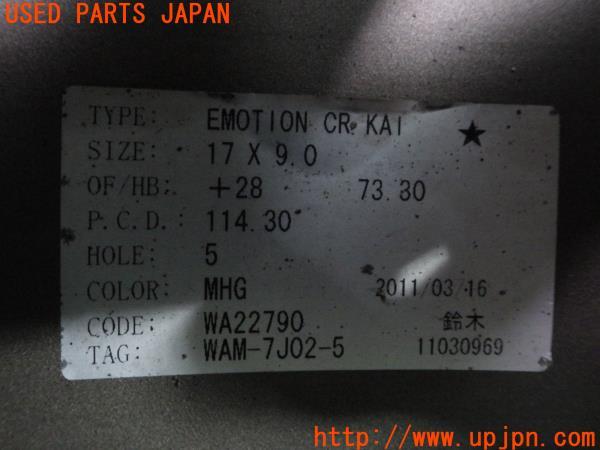 USED PARTS JAPAN
TYPE: EMOTION CR KAI ★
SIZE: 17 X 9.0
OF/HB: +28 73.30
P.C.D.: 114.30
HOLE: 5
COLOR: MHG 2011/03/16
CODE: WA22790 鈴木
TAG: WAM-7J02-5 11030969
http://www.upjpn.com/